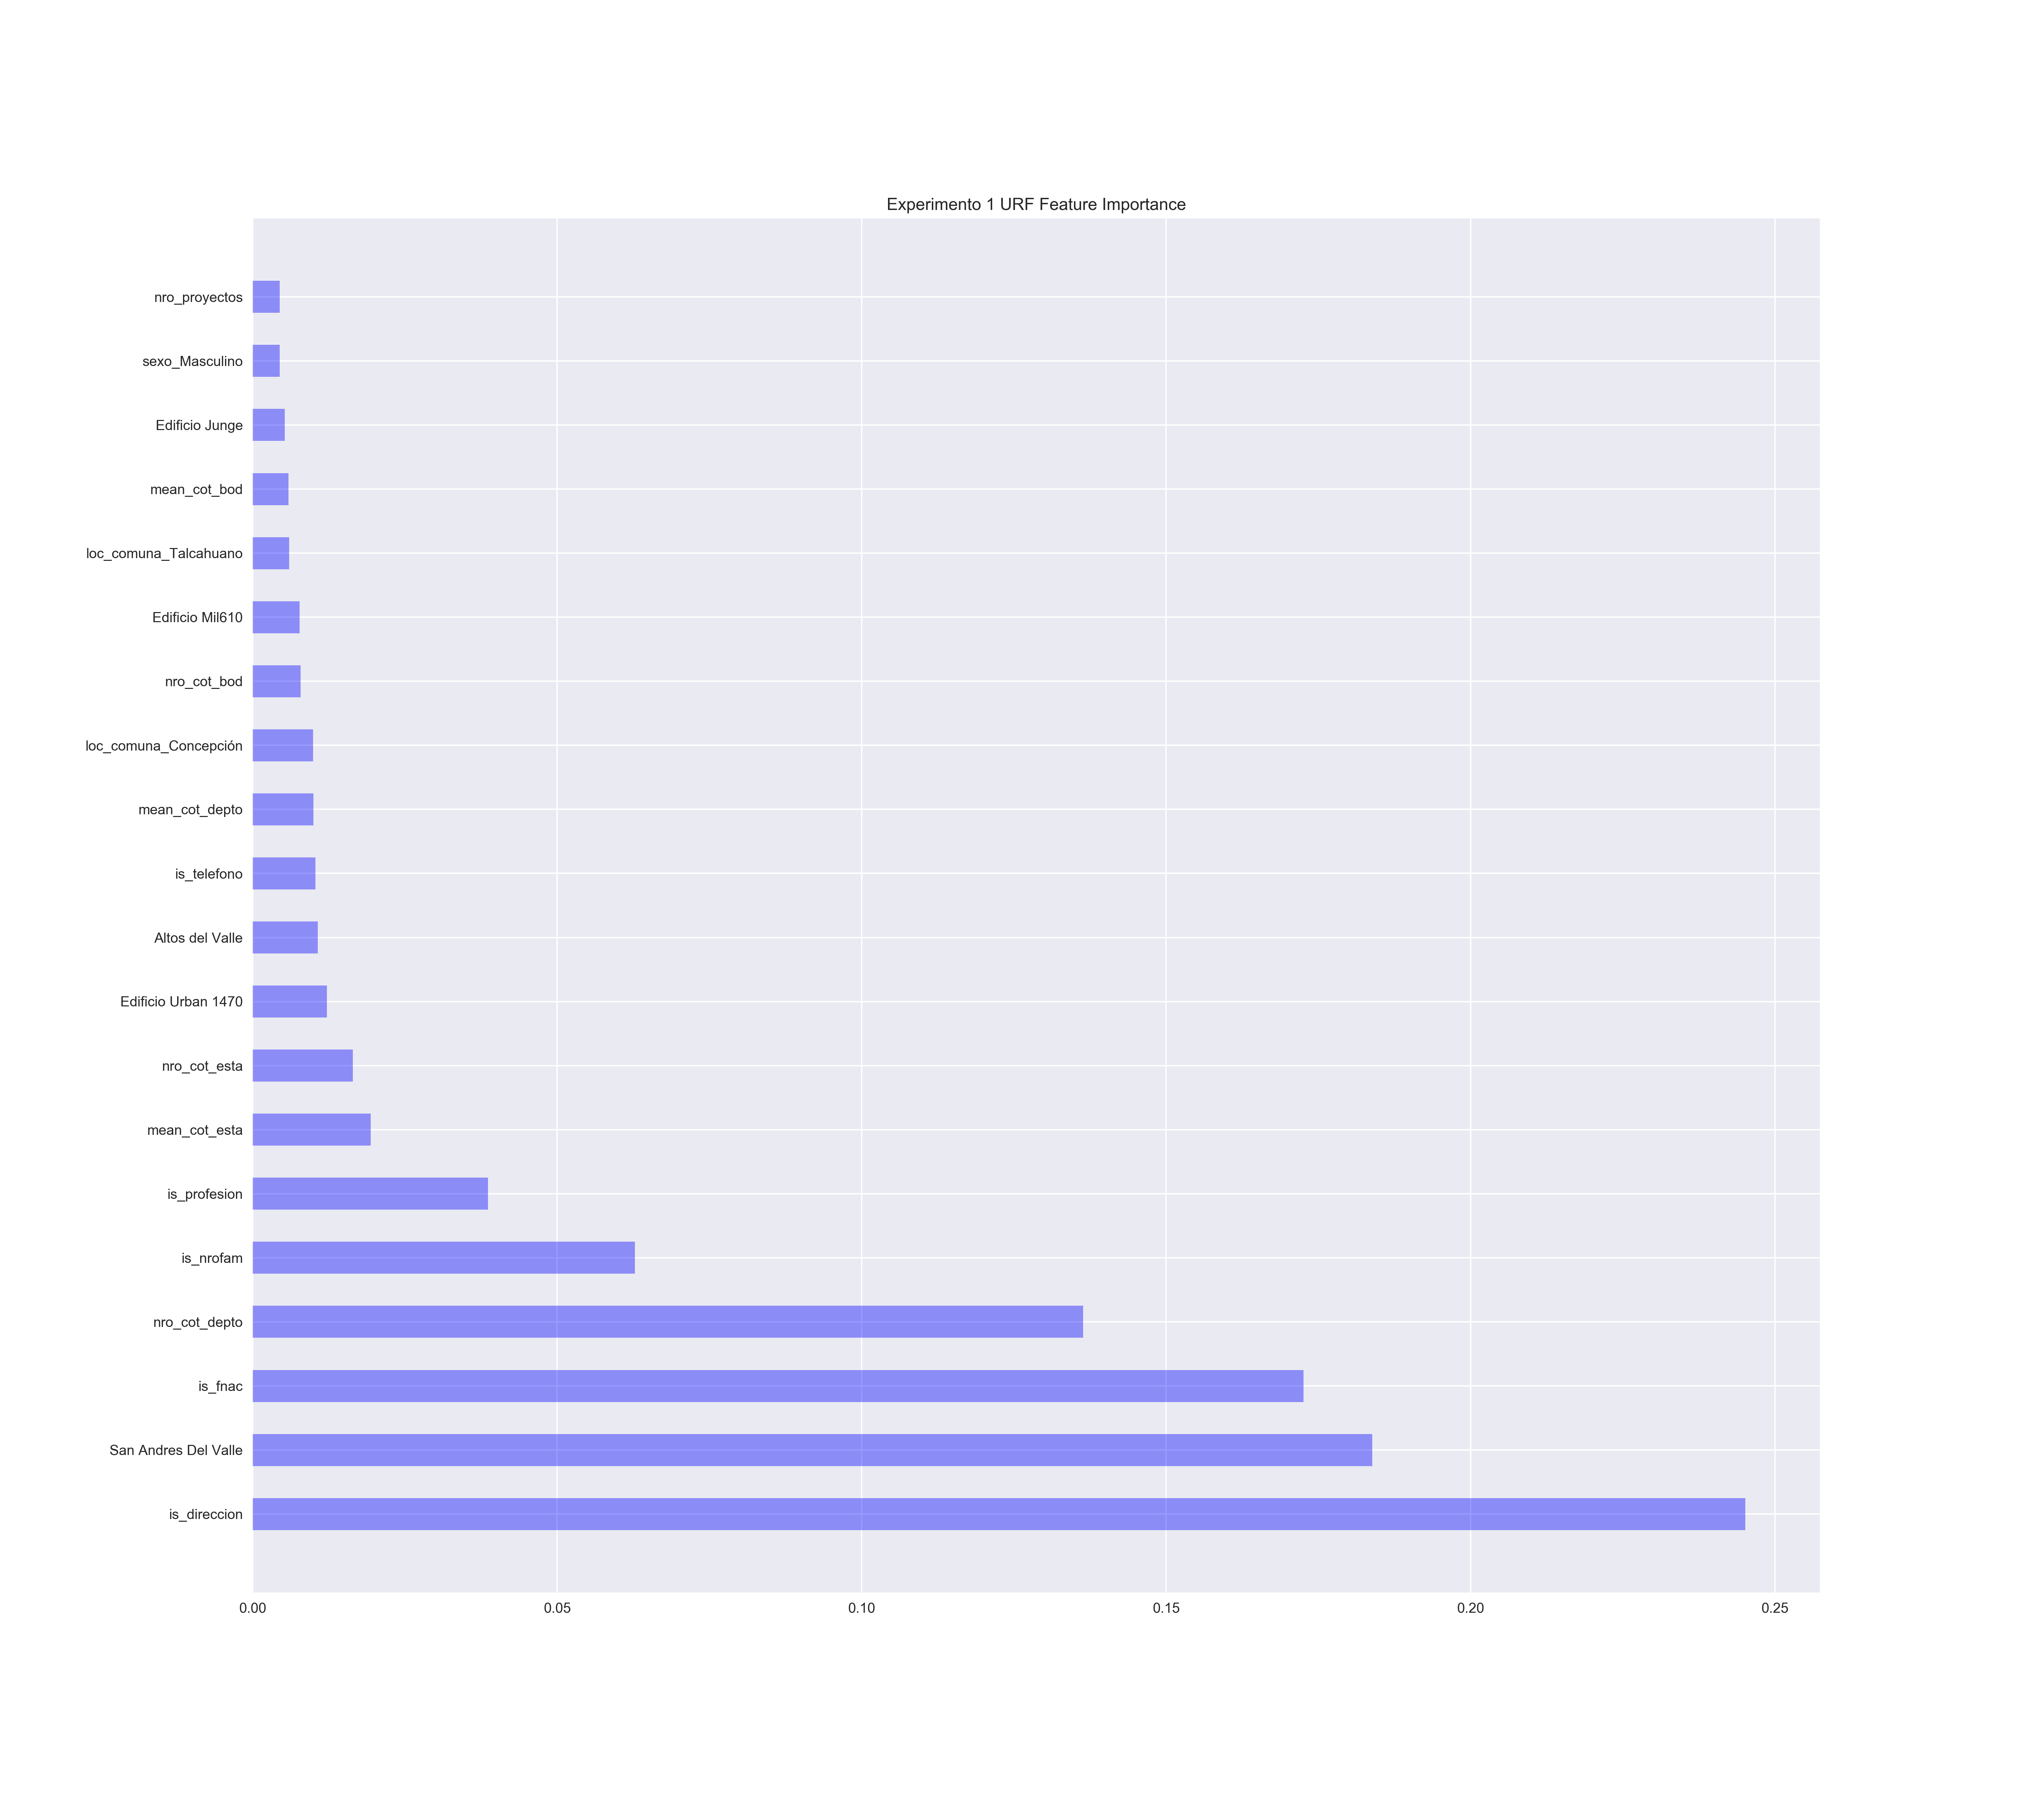 Experimento 1 URF Feature Importance
nro_proyectos
sexo_Masculino
Edificio Junge
mean_cot_bod
loc_comuna_Talcahuano
Edificio Mil610
nro_cot_bod
loc_comuna_Concepción
mean_cot_depto
is_telefono
Altos del Valle
Edificio Urban 1470
nro_cot_esta
mean_cot_esta
is_profesion
is_nrofam
nro_cot_depto
is_fnac
San Andres Del Valle
is_direccion
0.00 0.05 0.10 0.15 0.20 0.25